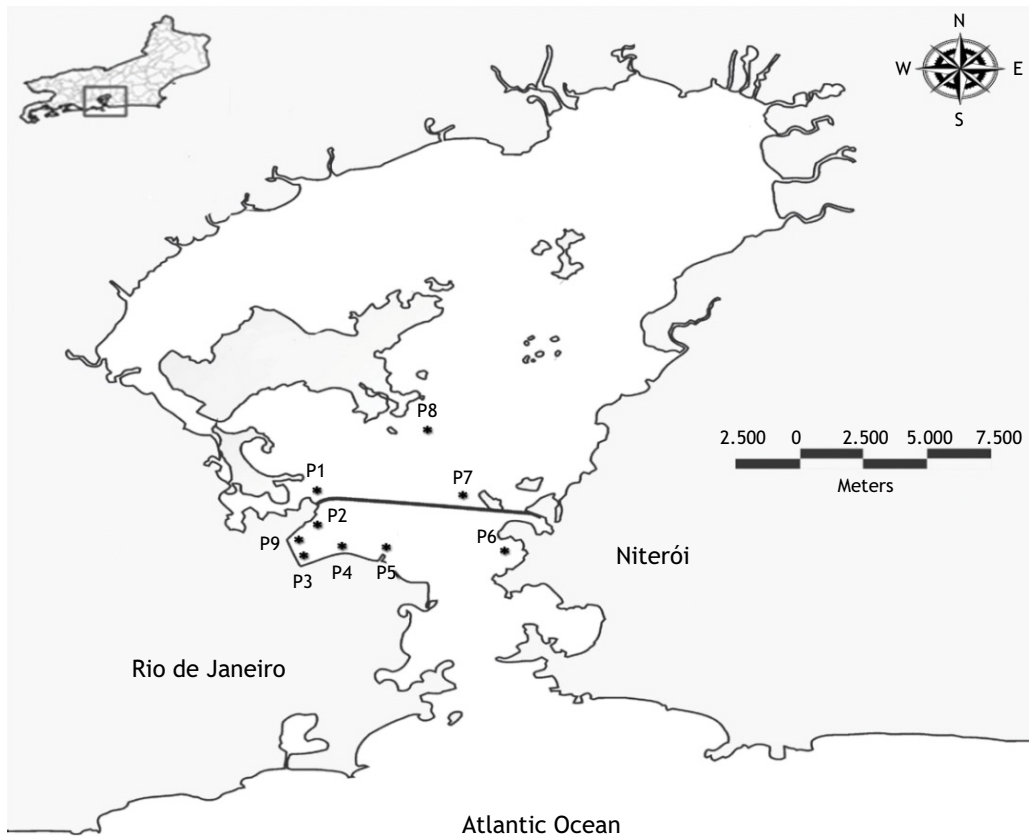 N
W E
S
P8
2.500 0 2.500 5.000 7.500
Meters
P1
P7
P2
P9
P6
P3 P4 P5
Niterói
Rio de Janeiro
Atlantic Ocean